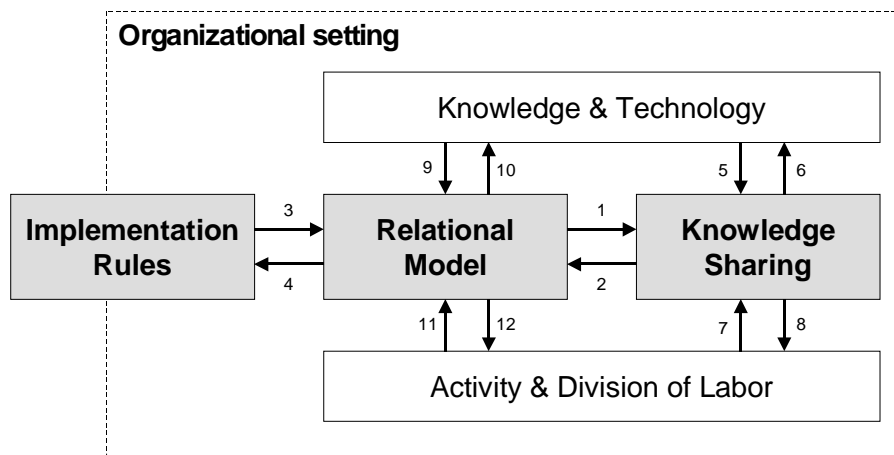 Organizational setting
Knowledge & Technology
9
10
5
6
Implementation
Rules
3
4
Relational
Model
1
2
Knowledge
Sharing
11
12
7
8
Activity & Division of Labor